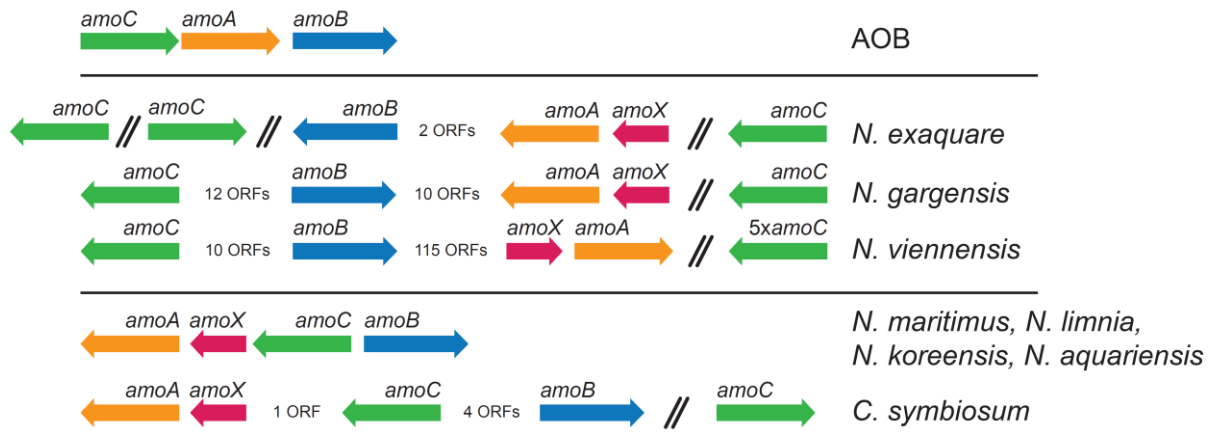 amoC amoA amoB
AOB
amoC amoC amoB 2 ORFs amoA amoX amoC N. exaquare
amoC 12 ORFs amoB 10 ORFs amoA amoX amoC N. gargensis
amoC 10 ORFs amoB 115 ORFs amoX amoA 5xamoC N. viennensis
amoA amoX amoC amoB N. maritimus, N. limnia,
N. koreensis, N. aquariensis
amoA amoX 1 ORF amoC 4 ORFs amoB amoC C. symbiosum